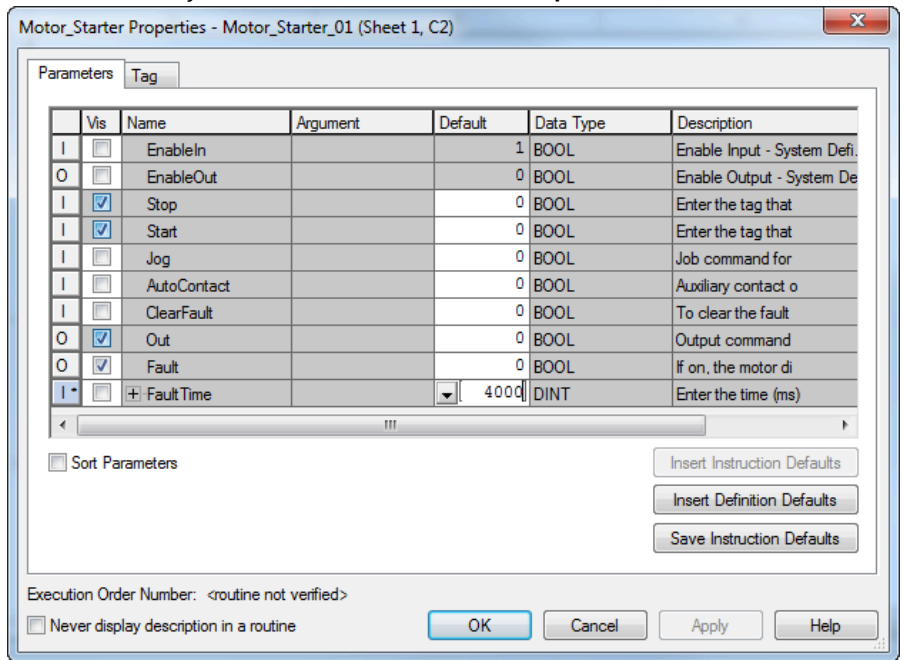 Motor_Starter Properties - Motor_Starter_01 (Sheet 1, C2)
X
Parameters Tag
Vis Name Argument Default Data Type Description
I EnableIn 1 BOOL Enable Input - System Defi.
O EnableOut 0 BOOL Enable Output - System De
I Stop 0 BOOL Enter the tag that
I Start 0 BOOL Enter the tag that
I Jog 0 BOOL Job command for
I AutoContact 0 BOOL Auxiliary contact o
I ClearFault 0 BOOL To clear the fault
O Out 0 BOOL Output command
O Fault 0 BOOL If on, the motor di
I * + FaultTime 4000 DINT Enter the time (ms)
Sort Parameters
Insert Instruction Defaults
Insert Definition Defaults
Save Instruction Defaults
Execution Order Number: <routine not verified>
Never display description in a routine
OK Cancel Apply Help